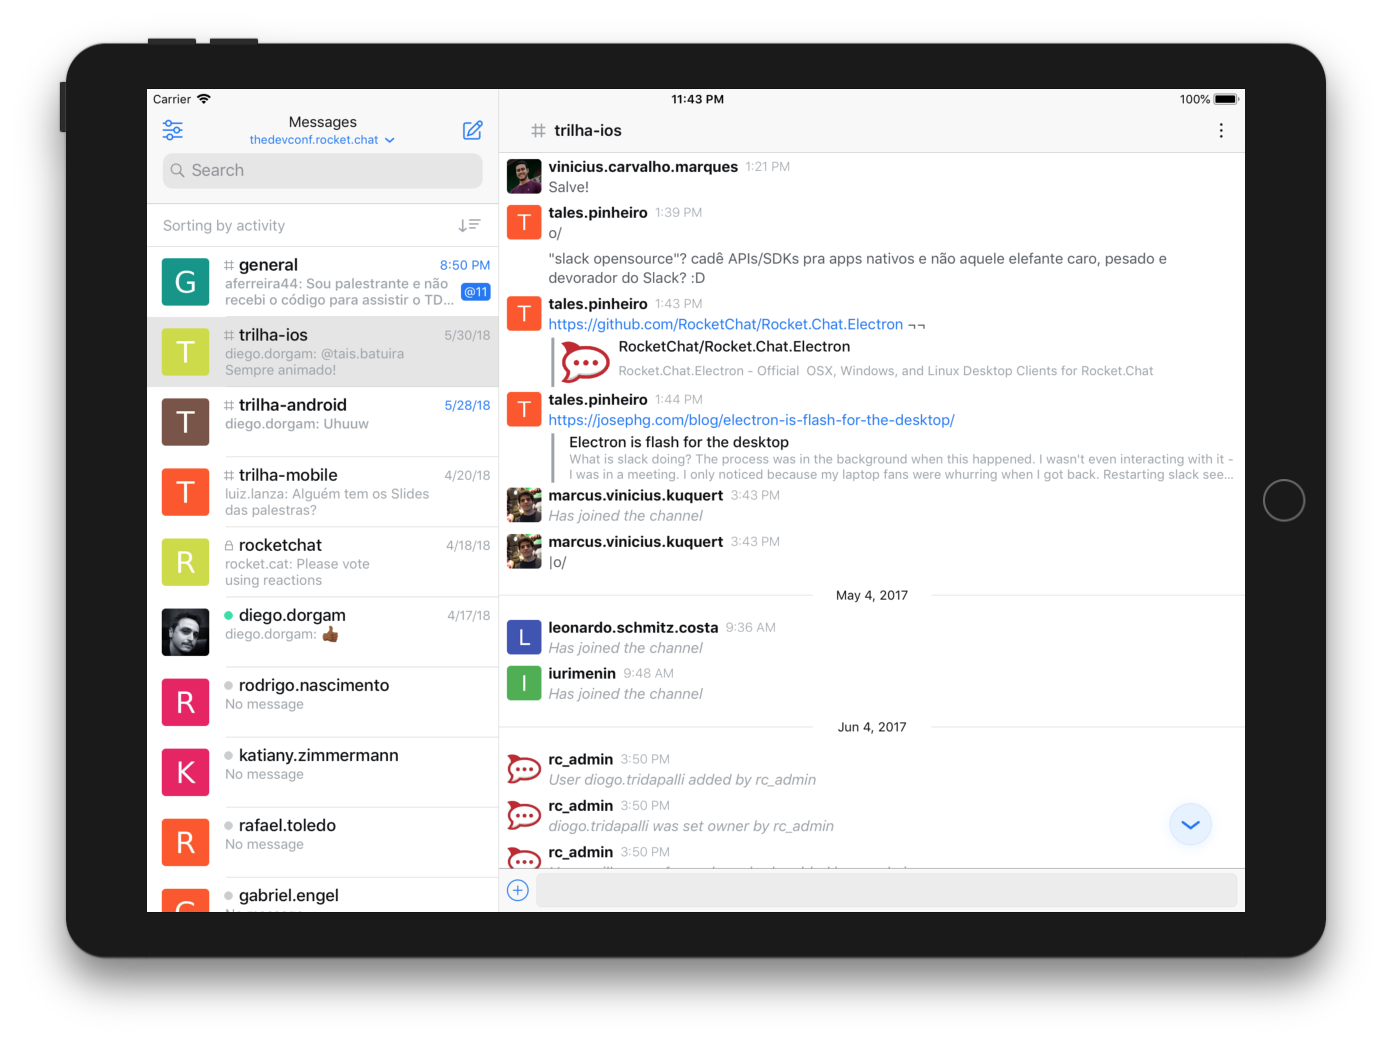 Carrier
11:43 PM
100%
Messages
thedevconf.rocket.chat
Search
Sorting by activity
G
# general
8:50 PM
aferreira44: Sou palestrante e não
recebi o código para assistir o TD...
@11
T
# trilha-ios
5/30/18
diego.dorgam: @tais.batuira
Sempre animado!
T
# trilha-android
5/28/18
diego.dorgam: Uhuuw
T
# trilha-mobile
4/20/18
luiz.lanza: Alguém tem os Slides
das palestras?
R
rocketchat
4/18/18
rocket.cat: Please vote
using reactions
diego.dorgam
4/17/18
diego.dorgam: 👍🏾
R
rodrigo.nascimento
No message
K
katiany.zimmermann
No message
R
rafael.toledo
No message
G
gabriel.engel
No message
# trilha-ios
vinicius.carvalho.marques 1:21 PM
Salve!
T
tales.pinheiro 1:39 PM
o/
"slack opensource"? cadê APIs/SDKs pra apps nativos e não aquele elefante caro, pesado e
devorador do Slack? :D
T
tales.pinheiro 1:43 PM
https://github.com/RocketChat/Rocket.Chat.Electron ¬¬
RocketChat/Rocket.Chat.Electron
Rocket.Chat.Electron - Official OSX, Windows, and Linux Desktop Clients for Rocket.Chat
T
tales.pinheiro 1:44 PM
https://josephg.com/blog/electron-is-flash-for-the-desktop/
Electron is flash for the desktop
What is slack doing? The process was in the background when this happened. I wasn't even interacting with it -
I was in a meeting. I only noticed because my laptop fans were whurring when I got back. Restarting slack see...
marcus.vinicius.kuquert 3:43 PM
Has joined the channel
marcus.vinicius.kuquert 3:43 PM
|o/
May 4, 2017
L
leonardo.schmitz.costa 9:36 AM
Has joined the channel
I
iurimenin 9:48 AM
Has joined the channel
Jun 4, 2017
rc_admin 3:50 PM
User diogo.tridapalli added by rc_admin
rc_admin 3:50 PM
diogo.tridapalli was set owner by rc_admin
rc_admin 3:50 PM